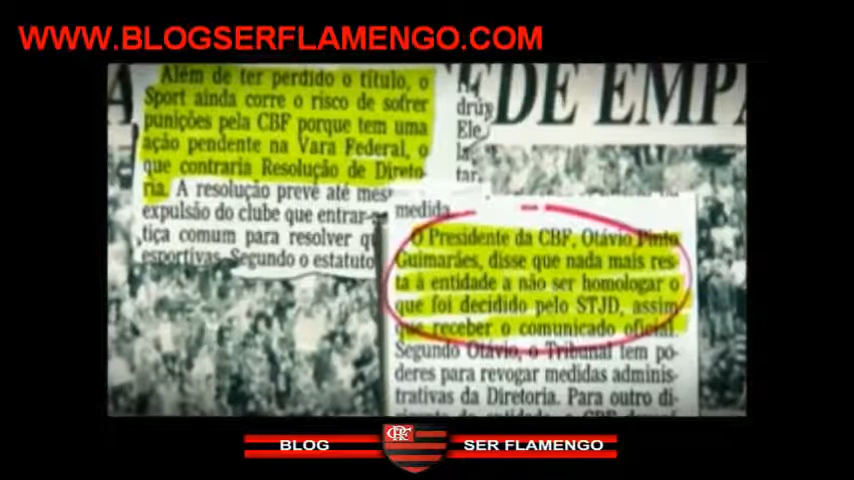 WWW.BLOGSERFLAMENGO.COM
Além de ter perdido o título, o
Sport ainda corre o risco de sofrer
punições pela CBF porque tem uma
ação pendente na Vara Federal, o
que contraria Resolução de Direto-
ria. A resolução prevê até
expulsão do clube que
tiça comum para resolver
esportivas. Segundo o estatuto
drúx
Ele
la,
tar.
DE
medida
O Presidente da CBF, Otávio Pinto
Guimarães, disse que nada mais res-
ta à entidade a não ser homologar o
que foi decidido pelo STJD, assim
que receber o comunicado oficial.
Segundo Otávio, o Tribunal tem po-
deres para revogar medidas adminis-
trativas da Diretoria. Para outro di-
BLOG
CRF
SER FLAMENGO